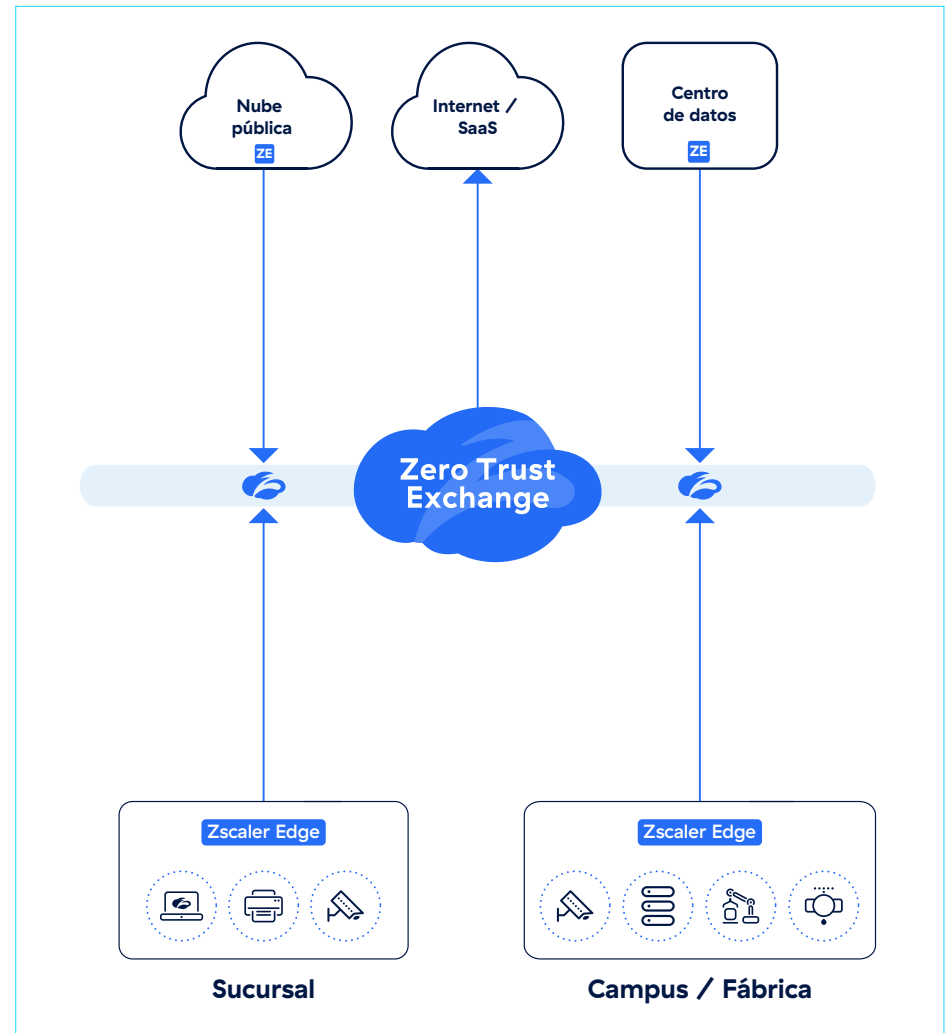 Nube
pública
ZE
Internet /
SaaS
Centro
de datos
ZE
Zero Trust
Exchange
Zscaler Edge
Sucursal
Zscaler Edge
Campus / Fábrica